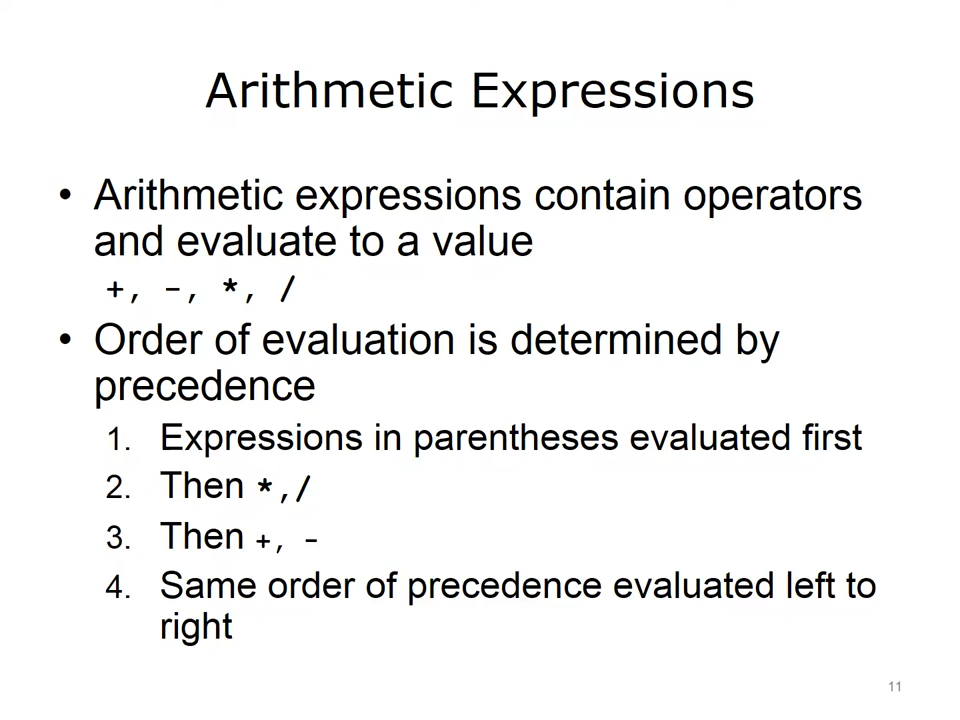 Arithmetic Expressions
• Arithmetic expressions contain operators
and evaluate to a value
+, -, *, /
• Order of evaluation is determined by
precedence
1. Expressions in parentheses evaluated first
2. Then *,/
3. Then +, -
4. Same order of precedence evaluated left to
right
11